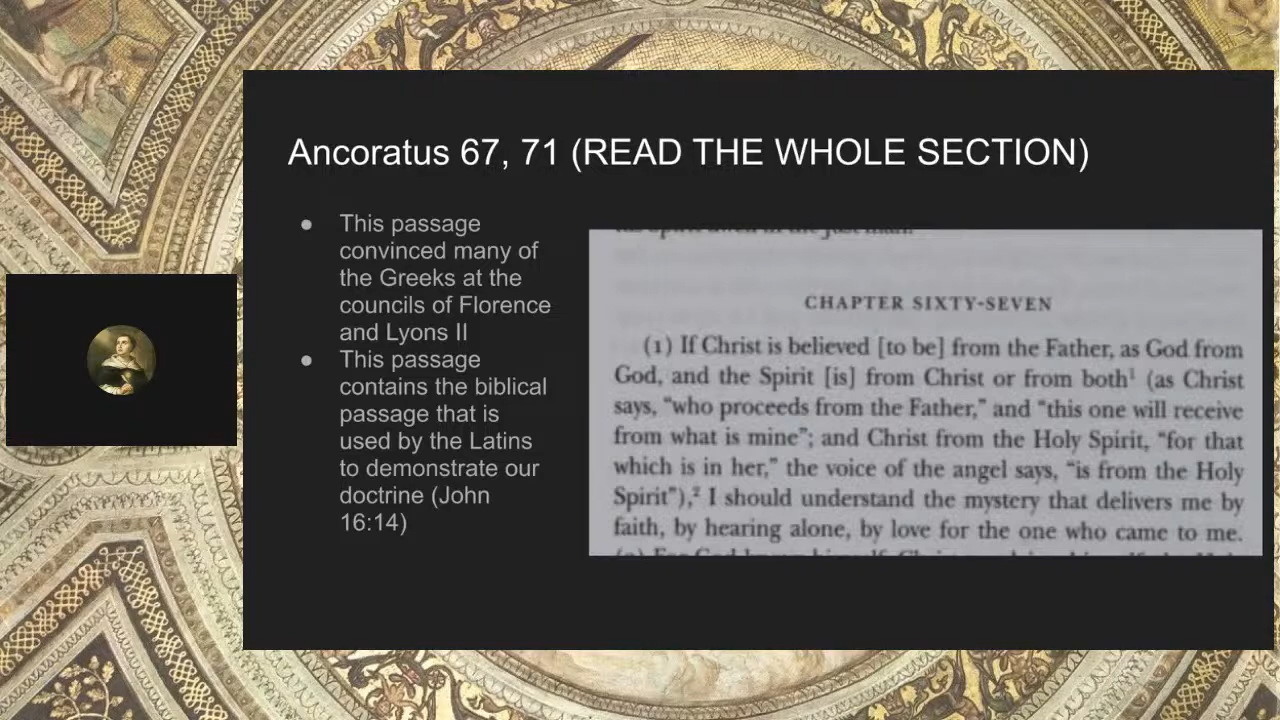 Ancoratus 67, 71 (READ THE WHOLE SECTION)
● This passage
convinced many of
the Greeks at the
councils of Florence
and Lyons II
● This passage
contains the biblical
passage that is
used by the Latins
to demonstrate our
doctrine (John
16:14)
CHAPTER SIXTY-SEVEN
(1) If Christ is believed [to be] from the Father, as God from
God, and the Spirit [is] from Christ or from both¹ (as Christ
says, “who proceeds from the Father,” and “this one will receive
from what is mine”; and Christ from the Holy Spirit, “for that
which is in her,” the voice of the angel says, “is from the Holy
Spirit”),² I should understand the mystery that delivers me by
faith, by hearing alone, by love for the one who came to me.